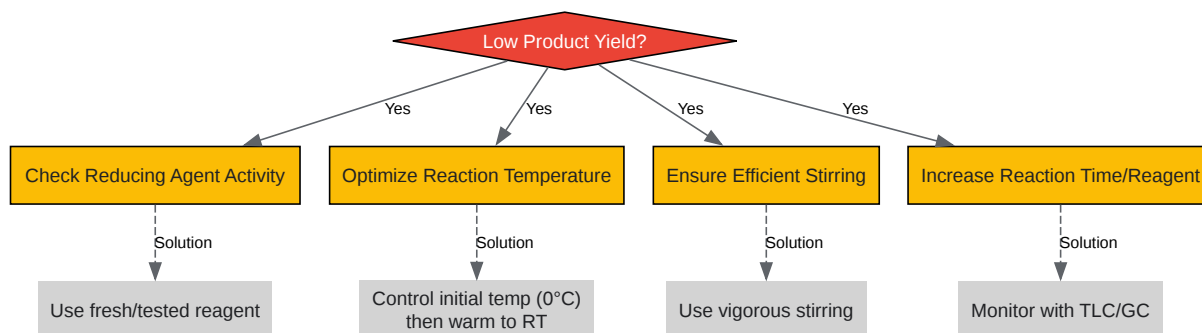 Low Product Yield?
Yes
Yes
Yes
Yes
Check Reducing Agent Activity
Optimize Reaction Temperature
Ensure Efficient Stirring
Increase Reaction Time/Reagent
Solution
Solution
Solution
Solution
Use fresh/tested reagent
Control initial temp (0°C)
then warm to RT
Use vigorous stirring
Monitor with TLC/GC